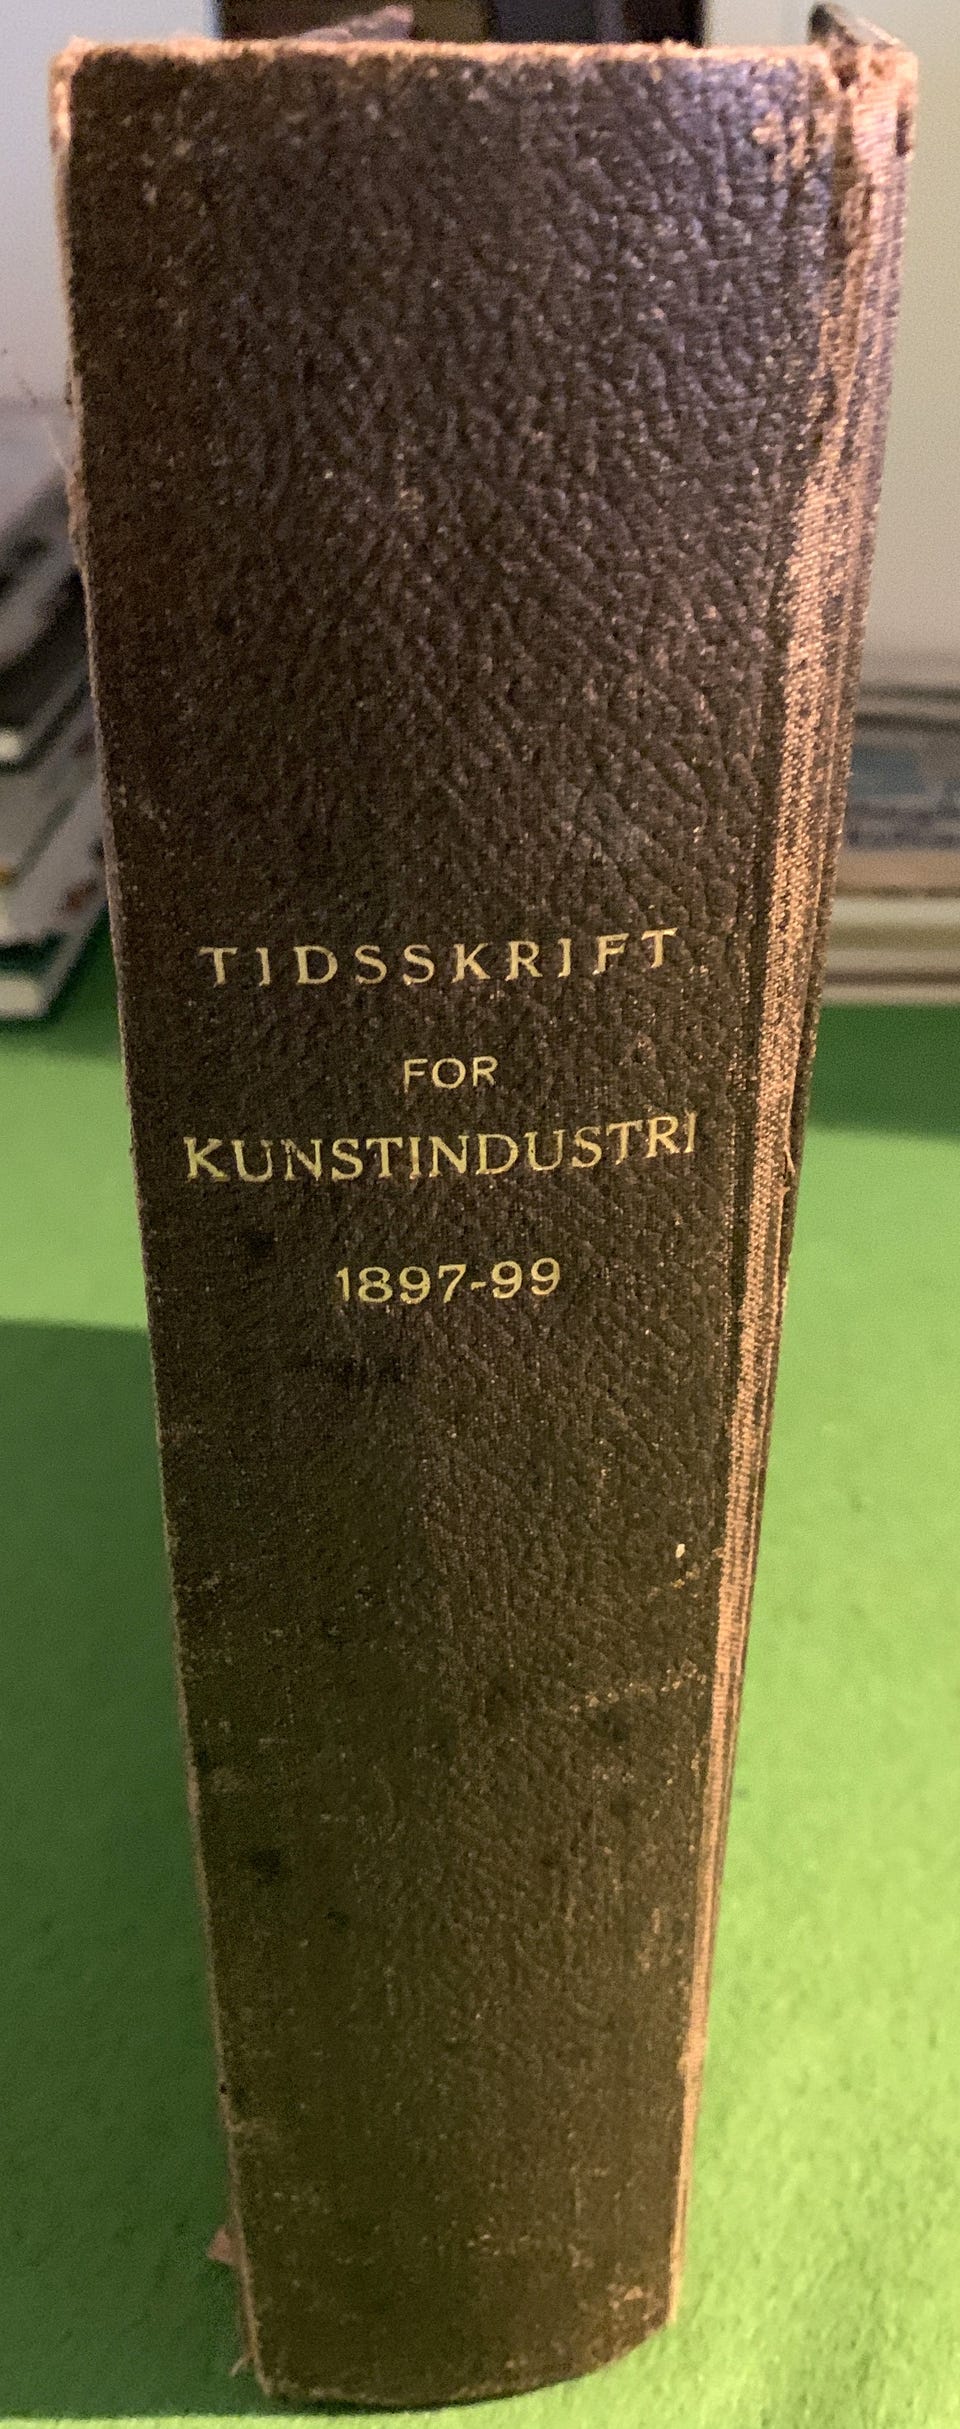 TIDSSKRIFT
FOR
KUNSTINDUSTRI
1897-99